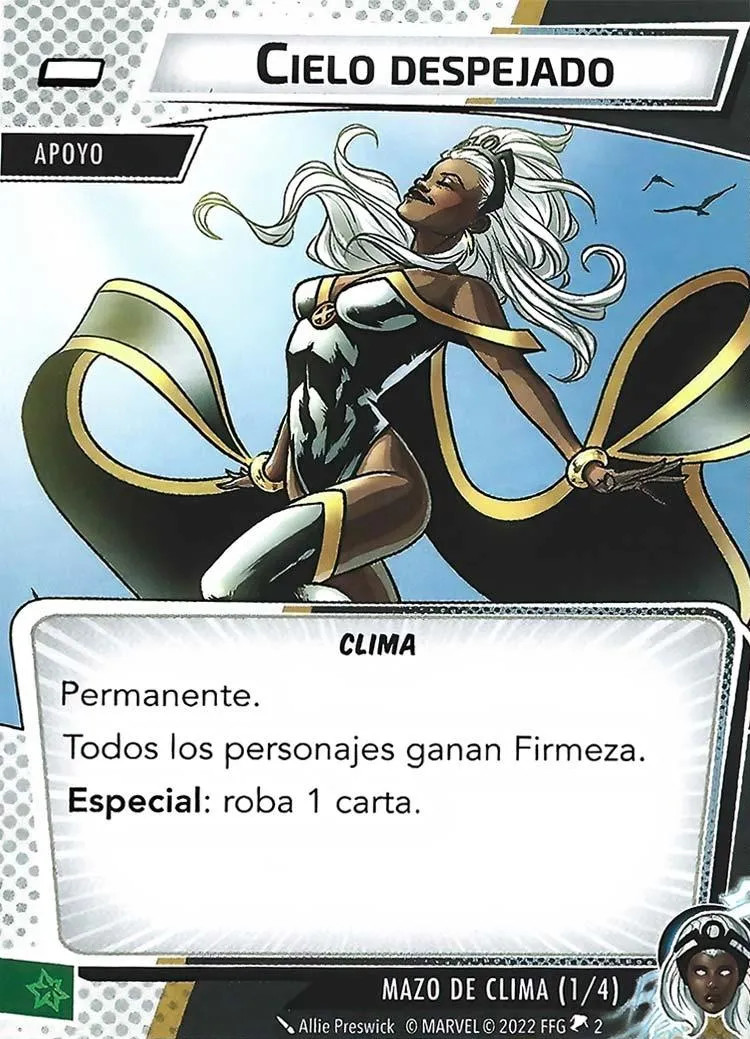 CIELO DESPEJADO
APOYO
CLIMA
Permanente.
Todos los personajes ganan Firmeza.
Especial: roba 1 carta.
MAZO DE CLIMA (1/4)
Allie Preswick © MARVEL © 2022 FFG 2